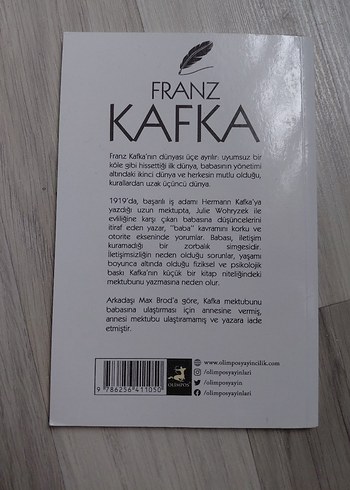 FRANZ
KAFKA
Franz Kafka'nın dünyası üçe ayrılır: uyumsuz bir
köle gibi hissettiği ilk dünya, babasının yönetimi
altındaki ikinci dünya ve herkesin mutlu olduğu,
kurallardan uzak üçüncü dünya.
1919'da, başarılı iş adamı Hermann Kafka'ya
yazdığı uzun mektupta, Julie Wohryzek ile
evliliğine karşı çıkan babasına düşüncelerini
itiraf eden yazar, "baba" kavramını korku ve
otorite ekseninde yorumlar. Babası, iletişim
kuramadığı bir zorbalık simgesidir.
İletişimsizliğin neden olduğu sorunlar, yaşamı
boyunca altında olduğu fiziksel ve psikolojik
baskı Kafka'nın küçük bir kitap niteliğindeki
mektubunu yazmasına neden olur.
Arkadaşı Max Brod'a göre, Kafka mektubunu
babasına ulaştırması için annesine vermiş,
annesi mektubu ulaştıramamış ve yazara iade
etmiştir.
9 786256 411050
OLIMPOS
www.olimposyayincilik.com
/olimposyayinlari
/olimposyayin
/olimposyayinlari